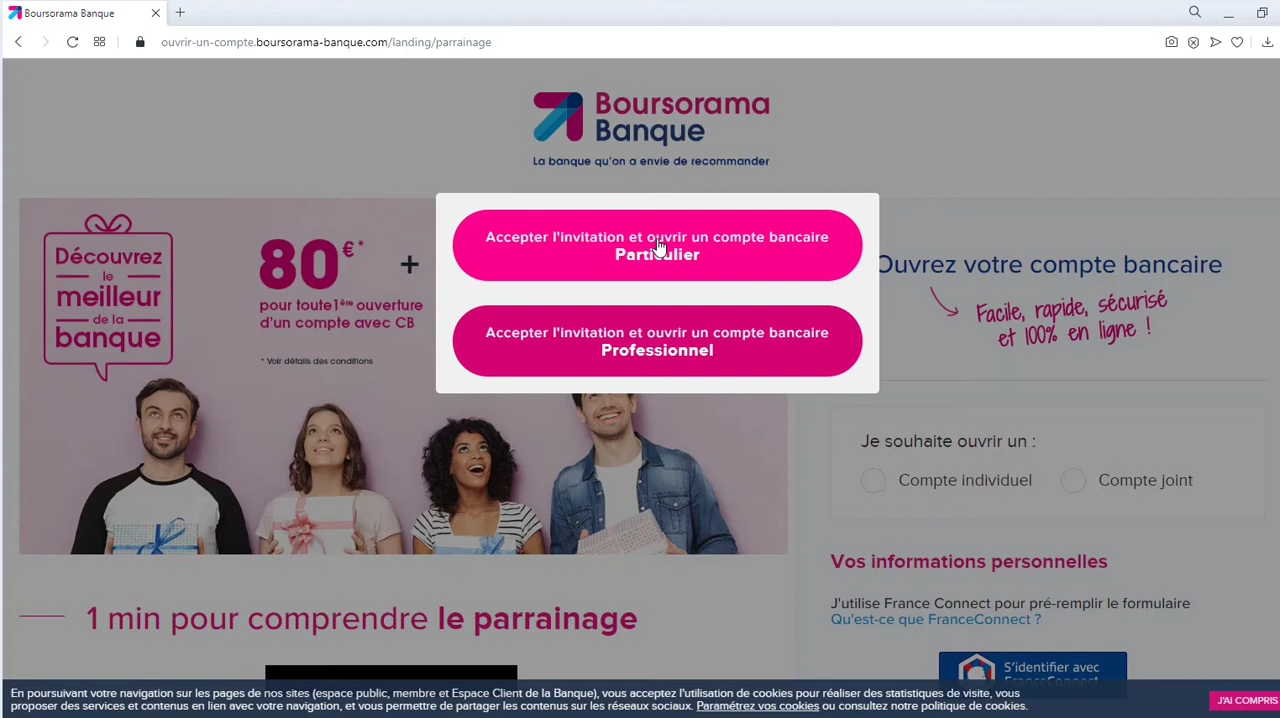 Boursorama Banque
ouvrir-un-compte.boursorama-banque.com/landing/parrainage
Boursorama
Banque
La banque qu'on a envie de recommander
Découvrez
le
meilleur
de la
banque
80€* +
pour toute 1ère ouverture
d'un compte avec CB
* Voir détails des conditions
Accepter l'invitation et ouvrir un compte bancaire
Particulier
Accepter l'invitation et ouvrir un compte bancaire
Professionnel
Ouvrez votre compte bancaire
Facile, rapide, sécurisé
et 100% en ligne !
Je souhaite ouvrir un :
Compte individuel
Compte joint
Vos informations personnelles
J'utilise France Connect pour pré-remplir le formulaire
Qu'est-ce que FranceConnect ?
S'identifier avec
FranceConnect
1 min pour comprendre le parrainage
En poursuivant votre navigation sur les pages de nos sites (espace public, membre et Espace Client de la Banque), vous acceptez l'utilisation de cookies pour réaliser des statistiques de visite, vous
proposer des services et contenus en lien avec votre navigation, et vous permettre de partager les contenus sur les réseaux sociaux. Paramétrez vos cookies ou consultez notre politique de cookies.
J'AI COMPRIS